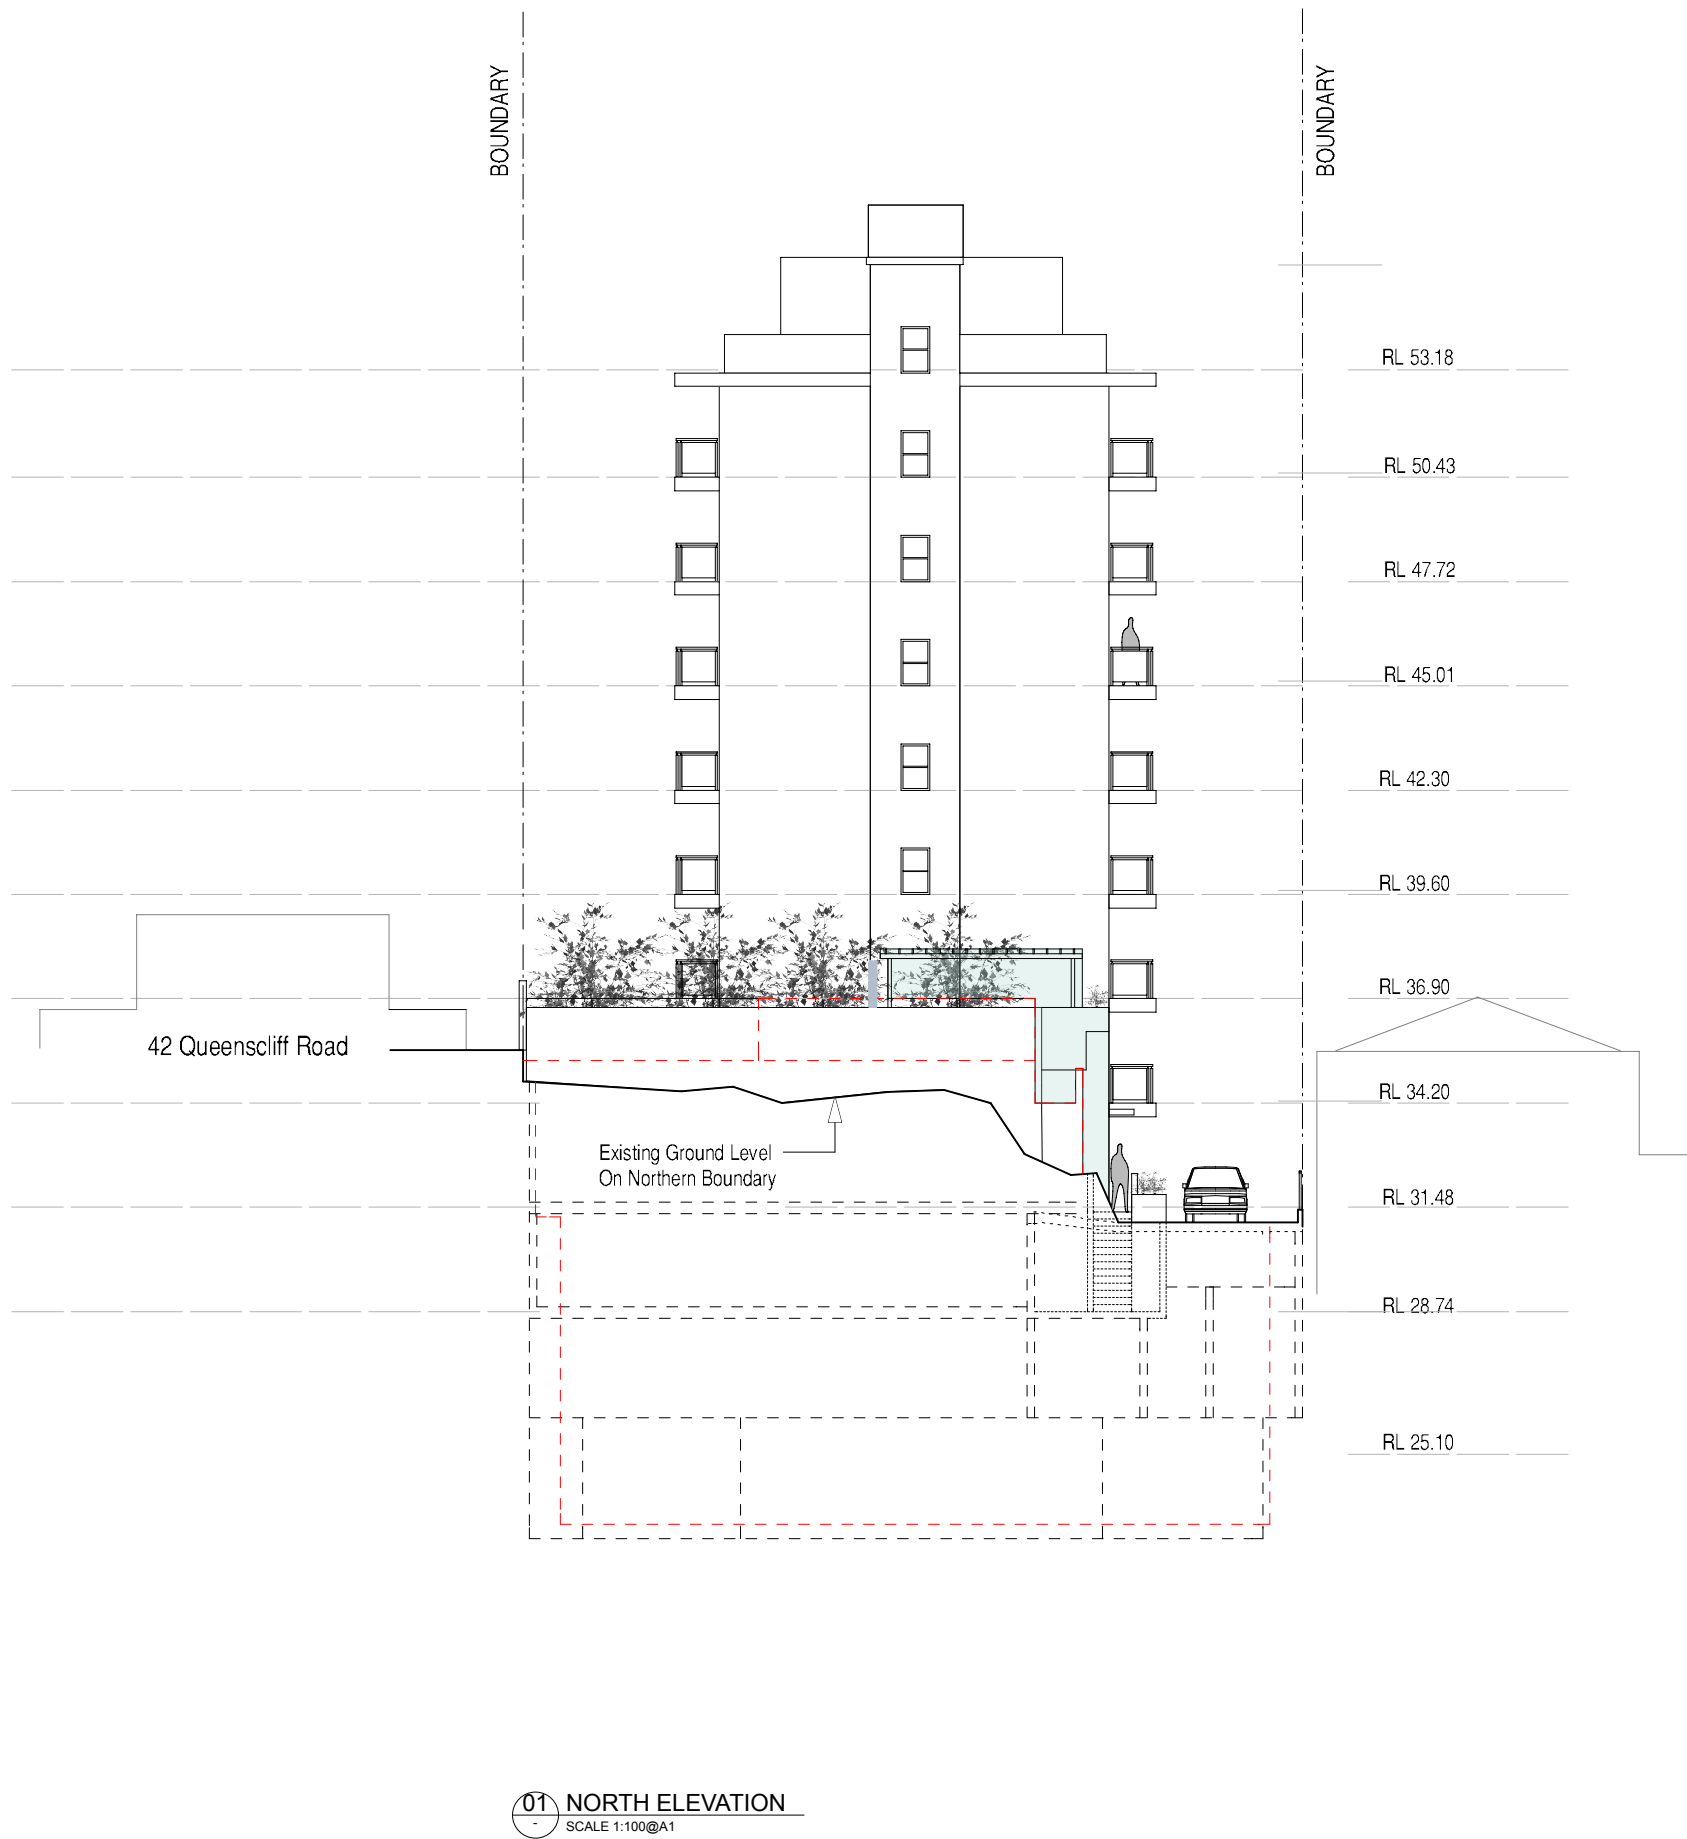 BOUNDARY
BOUNDARY
RL 53.18
RL 50.43
RL 47.72
RL 45.01
RL 42.30
RL 39.60
RL 36.90
42 Queenscliff Road
RL 34.20
Existing Ground Level
On Northern Boundary
RL 31.48
RL 28.74
RL 25.10
01
-
NORTH ELEVATION
SCALE 1:100@A1